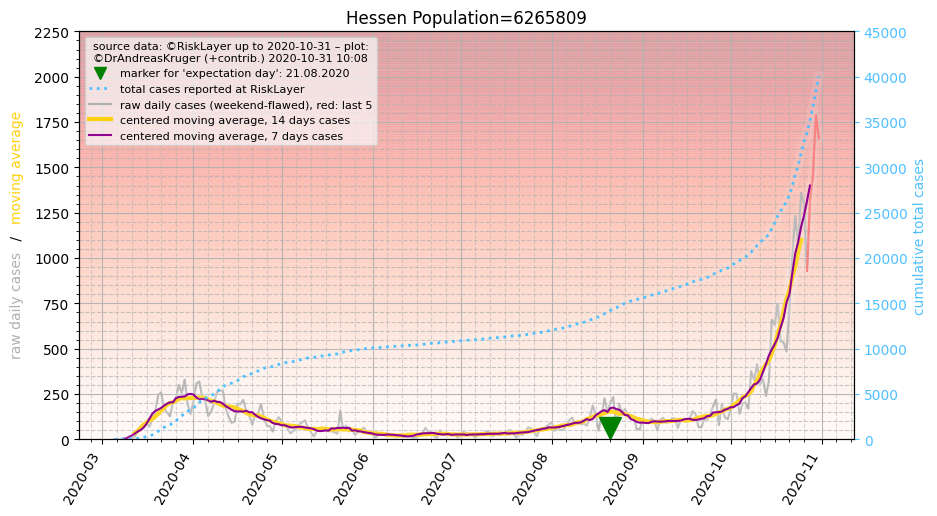 Hessen Population=6265809
source data: ©RiskLayer up to 2020-10-31 – plot:
©DrAndreasKruger (+contrib.) 2020-10-31 10:08
marker for 'expectation day': 21.08.2020
total cases reported at RiskLayer
raw daily cases (weekend-flawed), red: last 5
centered moving average, 14 days cases
centered moving average, 7 days cases
raw daily cases / moving average
2250
2000
1750
1500
1250
1000
750
500
250
0
45000
40000
35000
30000
25000
20000
15000
10000
5000
0
cumulative total cases
2020-03
2020-04
2020-05
2020-06
2020-07
2020-08
2020-09
2020-10
2020-11